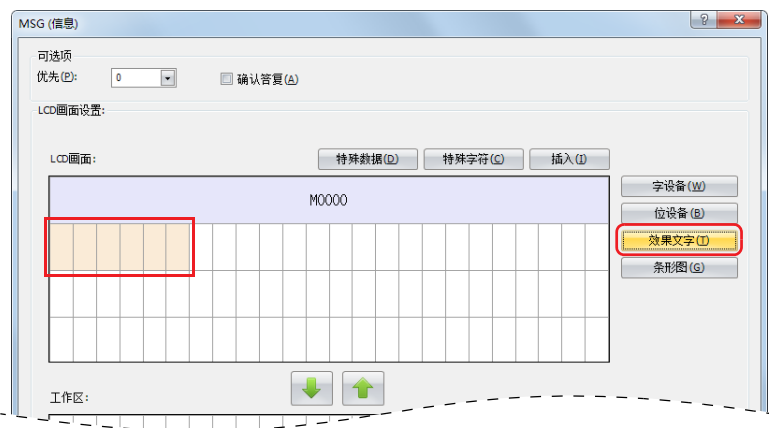 MSG (信息)
可选项
优先(P): 0 确认答复(A)
LCD画面设置:
LCD画面: 特殊数据(D) 特殊字符(C) 插入(I)
M0000
字设备(W)
位设备(B)
效果文字(T)
条形图(G)
工作区: